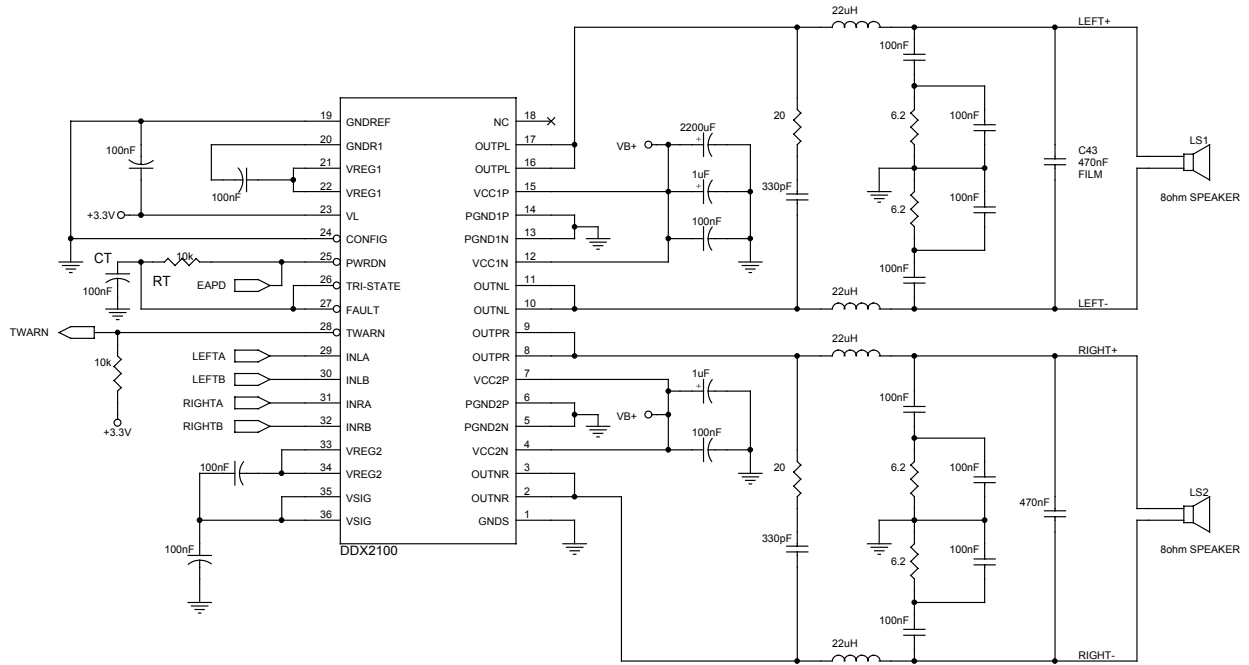 22uH
LEFT+
100nF
19 GNDREF
NC 18
20 GNDR1
OUTPL 17
21 VREG1
OUTPL 16
22 VREG1
VCC1P 15
23 VL
PGND1P 14
24 CONFIG
PGND1N 13
25 PWRDN
VCC1N 12
26 TRI-STATE
OUTNL 11
27 FAULT
OUTNL 10
28 TWARN
OUTPR 9
29 INLA
OUTPR 8
30 INLB
VCC2P 7
31 INRA
PGND2P 6
32 INRB
PGND2N 5
33 VREG2
VCC2N 4
34 VREG2
OUTNR 3
35 VSIG
OUTNR 2
36 VSIG
GNDS 1
DDX2100
100nF
100nF
+3.3V
CT
100nF
RT
10k
EAPD
TWARN
10k
+3.3V
LEFTA
LEFTB
RIGHTA
RIGHTB
100nF
100nF
VB+
2200uF
+
1uF
+
100nF
20
330pF
6.2
100nF
6.2
100nF
100nF
C43
470nF
FILM
LS1
8ohm SPEAKER
22uH
LEFT-
22uH
RIGHT+
VB+
1uF
+
100nF
20
330pF
100nF
6.2
100nF
6.2
100nF
100nF
470nF
LS2
8ohm SPEAKER
22uH
RIGHT-